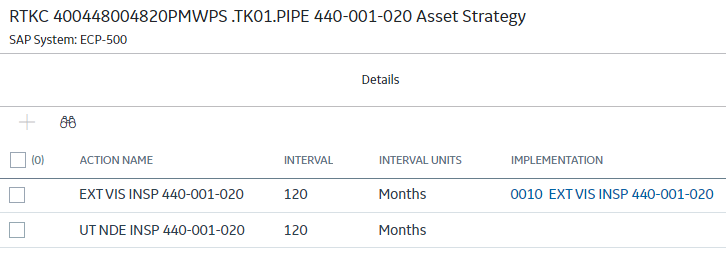 RTKC 400448004820PMWPS .TK01.PIPE 440-001-020 Asset Strategy
SAP System: ECP-500
Details
(0) ACTION NAME INTERVAL INTERVAL UNITS IMPLEMENTATION
EXT VIS INSP 440-001-020 120 Months 0010 EXT VIS INSP 440-001-020
UT NDE INSP 440-001-020 120 Months